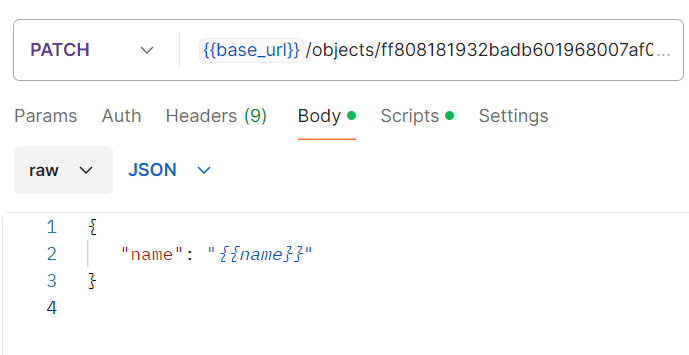 PATCH {{base_url}}/objects/ff808181932badb601968007af0...
Params Auth Headers (9) Body Scripts Settings
raw JSON
1 {
2 "name": "{{name}}"
3 }
4